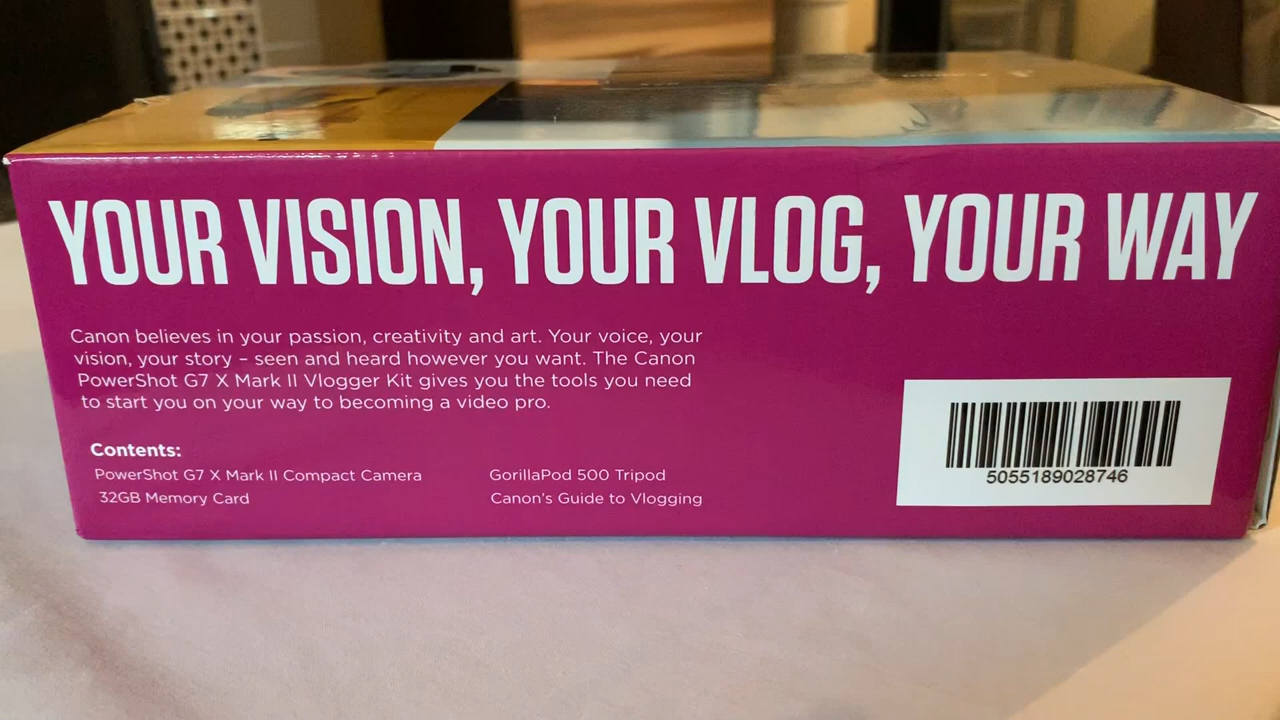 YOUR VISION, YOUR VLOG, YOUR WAY
Canon believes in your passion, creativity and art. Your voice, your
vision, your story – seen and heard however you want. The Canon
PowerShot G7 X Mark II Vlogger Kit gives you the tools you need
to start you on your way to becoming a video pro.
Contents:
PowerShot G7 X Mark II Compact Camera
32GB Memory Card
GorillaPod 500 Tripod
Canon's Guide to Vlogging
5055189028746